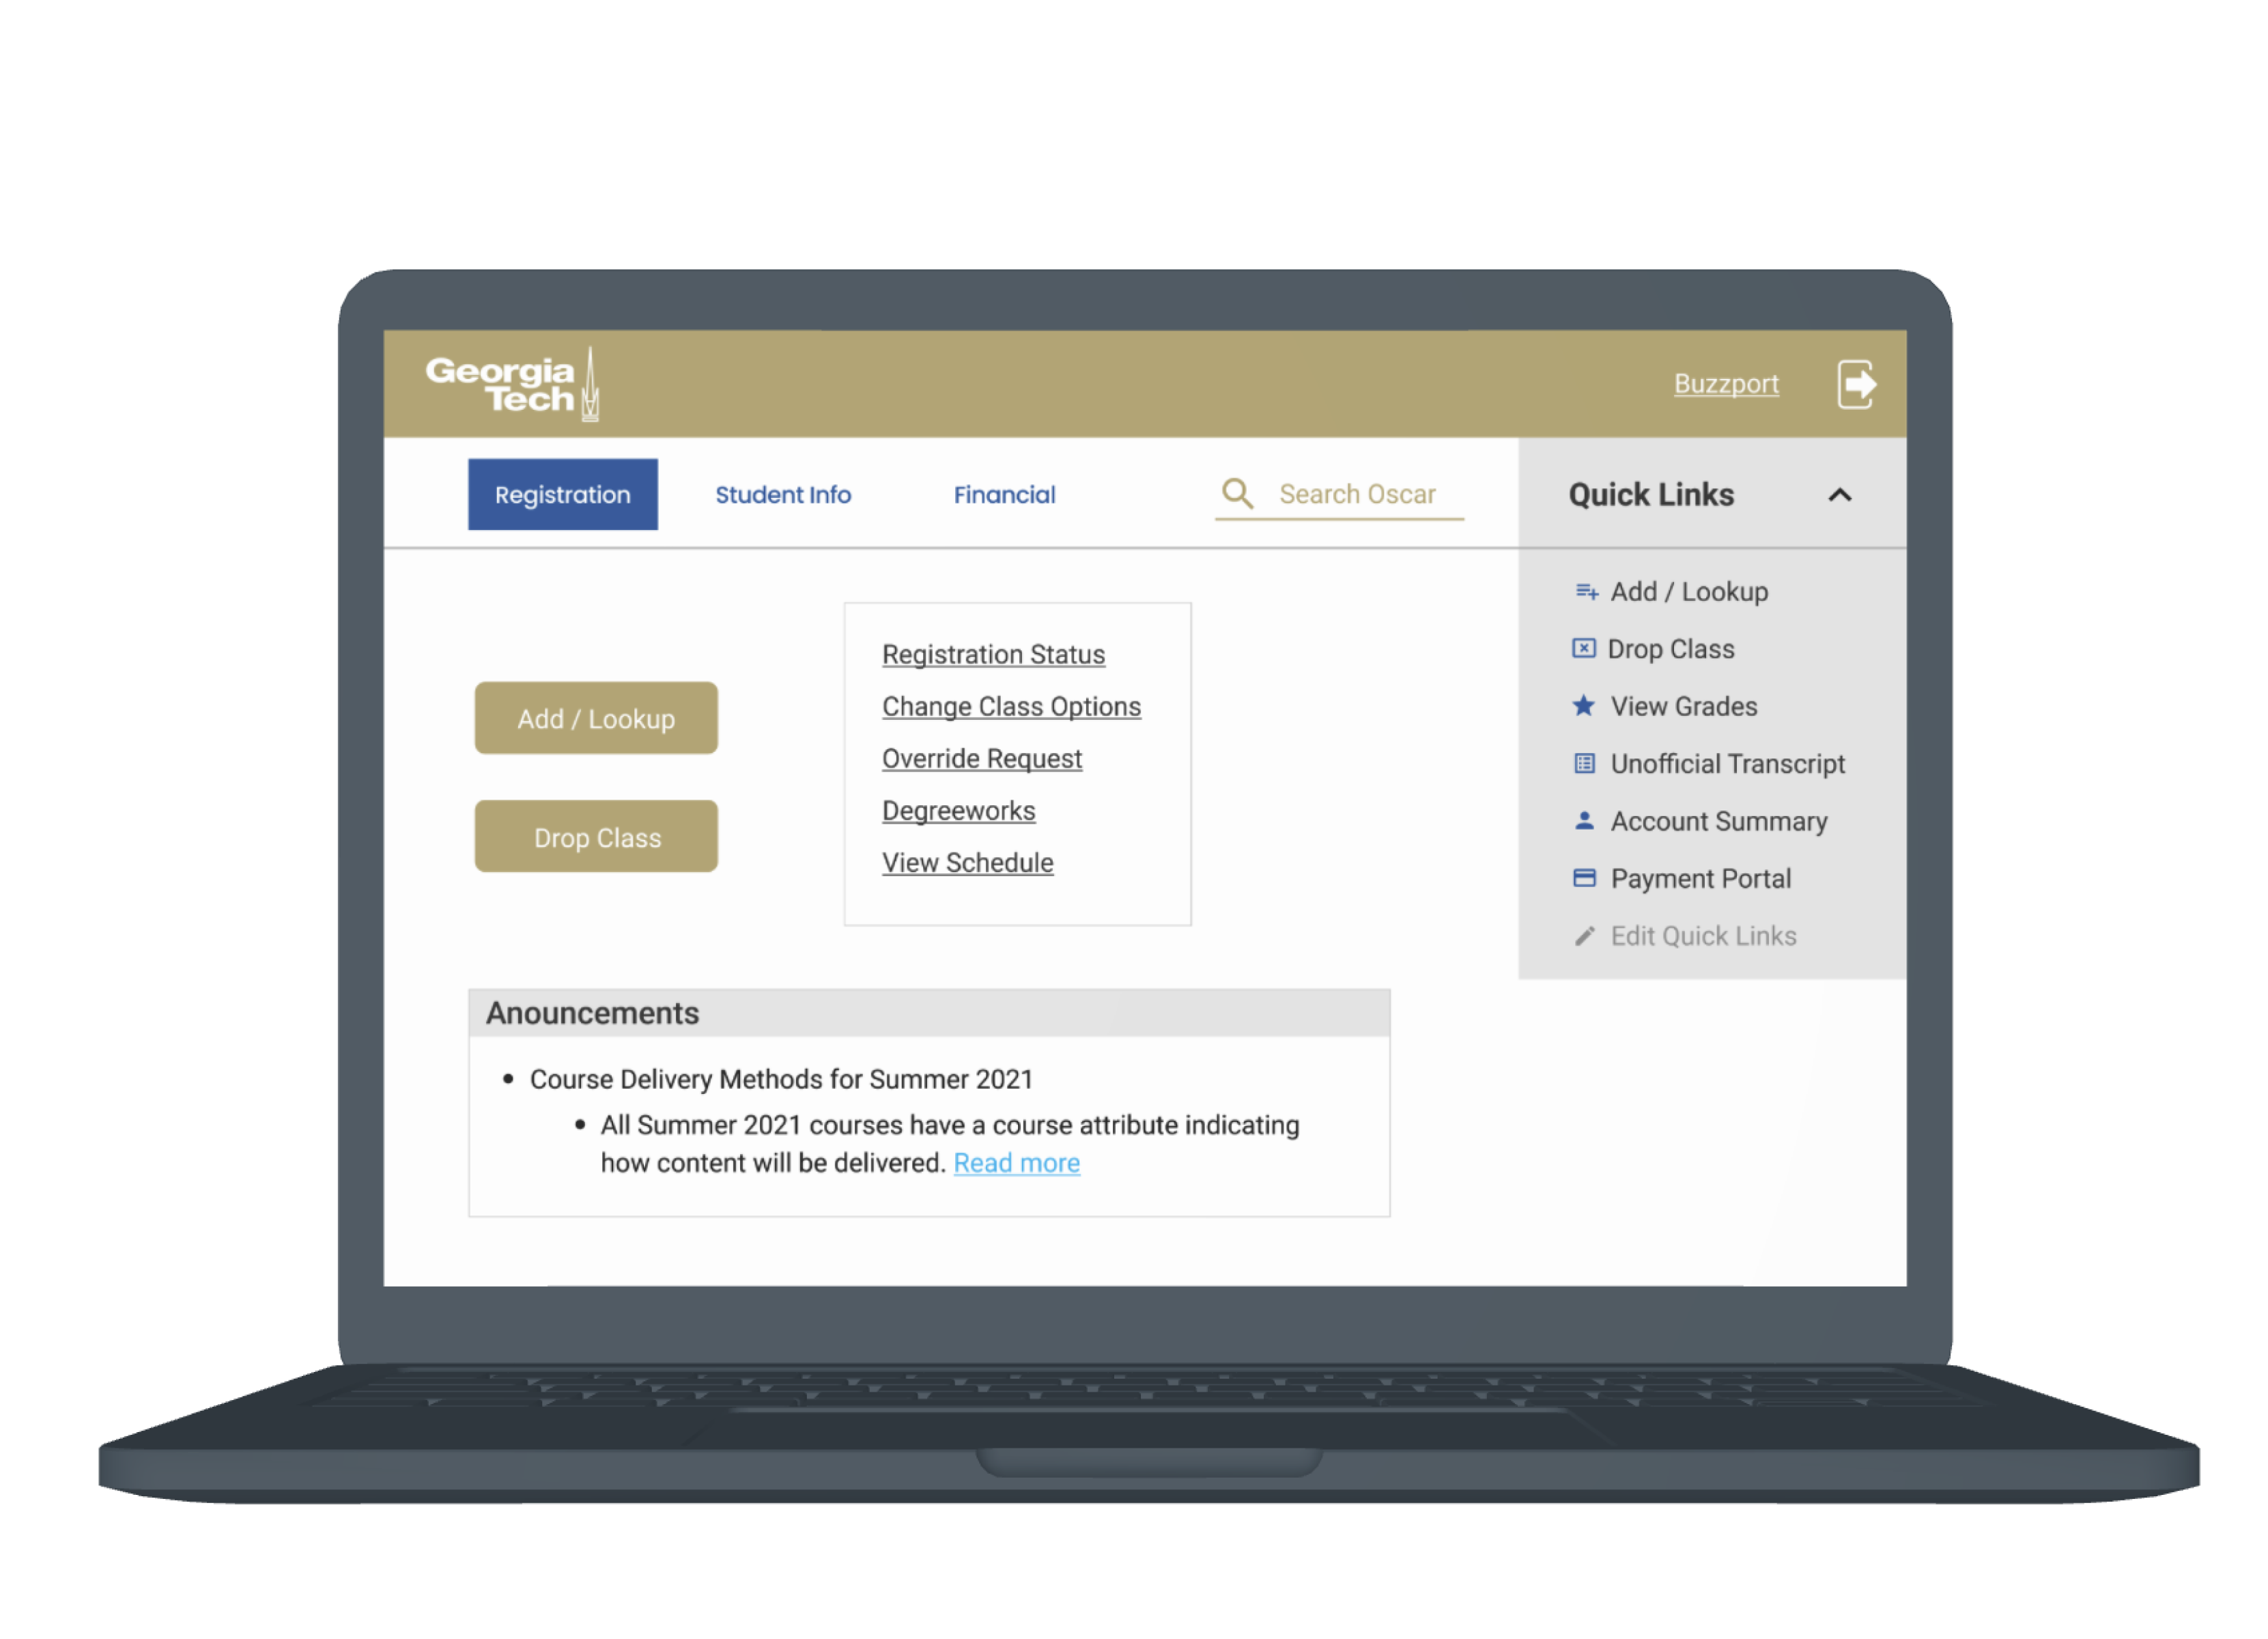 Georgia
Tech
Buzzport
Registration
Student Info
Financial
Search Oscar
Quick Links
Add / Lookup
Drop Class
Registration Status
Change Class Options
Override Request
Degreeworks
View Schedule
Add / Lookup
Drop Class
View Grades
Unofficial Transcript
Account Summary
Payment Portal
Edit Quick Links
Anouncements
• Course Delivery Methods for Summer 2021
• All Summer 2021 courses have a course attribute indicating
how content will be delivered. Read more